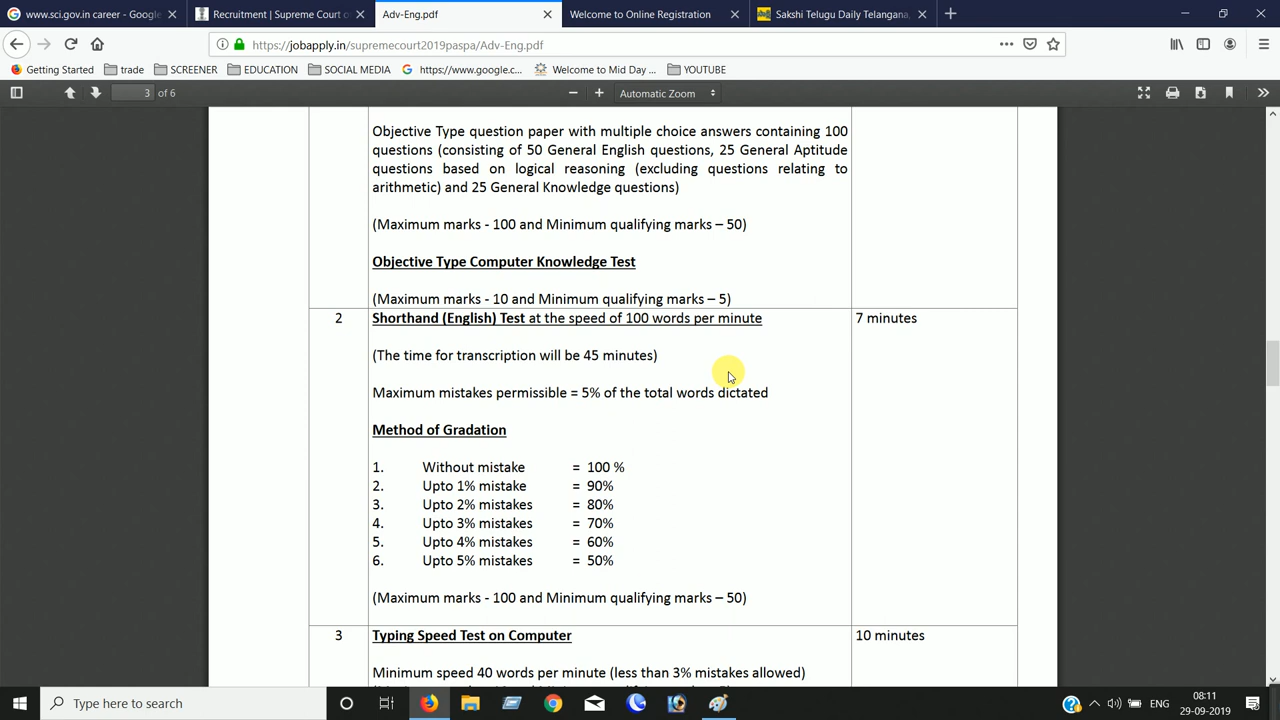 www.sci.gov.in career - Google
Recruitment | Supreme Court o
Adv-Eng.pdf
Welcome to Online Registration
Sakshi Telugu Daily Telangana,
https://jobapply.in/supremecourt2019paspa/Adv-Eng.pdf
Getting Started
trade
SCREENER
EDUCATION
SOCIAL MEDIA
https://www.google.c...
Welcome to Mid Day ...
YOUTUBE
3 of 6
Automatic Zoom
Objective Type question paper with multiple choice answers containing 100
questions (consisting of 50 General English questions, 25 General Aptitude
questions based on logical reasoning (excluding questions relating to
arithmetic) and 25 General Knowledge questions)
(Maximum marks - 100 and Minimum qualifying marks – 50)
Objective Type Computer Knowledge Test
(Maximum marks - 10 and Minimum qualifying marks – 5)
2 Shorthand (English) Test at the speed of 100 words per minute 7 minutes
(The time for transcription will be 45 minutes)
Maximum mistakes permissible = 5% of the total words dictated
Method of Gradation
1. Without mistake = 100 %
2. Upto 1% mistake = 90%
3. Upto 2% mistakes = 80%
4. Upto 3% mistakes = 70%
5. Upto 4% mistakes = 60%
6. Upto 5% mistakes = 50%
(Maximum marks - 100 and Minimum qualifying marks – 50)
3 Typing Speed Test on Computer 10 minutes
Minimum speed 40 words per minute (less than 3% mistakes allowed)
Type here to search
ENG
08:11
29-09-2019